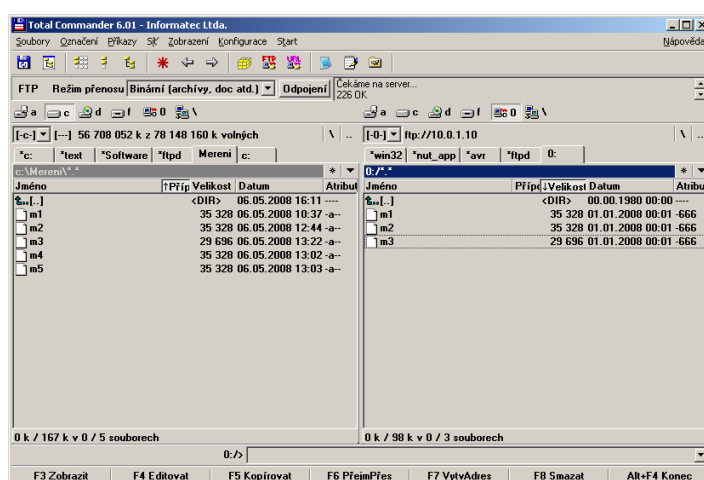 Total Commander 6.01 - Informatec Ltda.
Soubory Označení Příkazy Síť Zobrazení Konfigurace Start Nápověda
FTP Režim přenosu Binární (archívy, doc atd.) Odpojení Čekáme na server...
226 OK
a c d f 0 \ a c d f 0 \
[-c-] [---] 56 708 052 k z 78 148 160 k volných \ .. [-0-] ftp://10.0.1.10 \ ..
*c: *text *Software *ftpd Mereni c: *win32 *nut_app *avr *ftpd 0:
c:\Mereni\*.* * 0:/*.* *
Jméno ↑Příp Velikost Datum Atribut Jméno Přípo ↓Velikost Datum Atribu
[..] <DIR> 06.05.2008 16:11 ---- [..] <DIR> 00.00.1980 00:00 ----
m1 35 328 06.05.2008 10:37 -a-- m1 35 328 01.01.2008 00:01 -666
m2 35 328 06.05.2008 12:44 -a-- m2 35 328 01.01.2008 00:01 -666
m3 29 696 06.05.2008 13:22 -a-- m3 29 696 01.01.2008 00:01 -666
m4 35 328 06.05.2008 13:02 -a--
m5 35 328 06.05.2008 13:03 -a--
0 k / 167 k v 0 / 5 souborech 0 k / 98 k v 0 / 3 souborech
0:/>
F3 Zobrazit F4 Editovat F5 Kopírovat F6 PřejmPřes F7 VytvAdres F8 Smazat Alt+F4 Konec